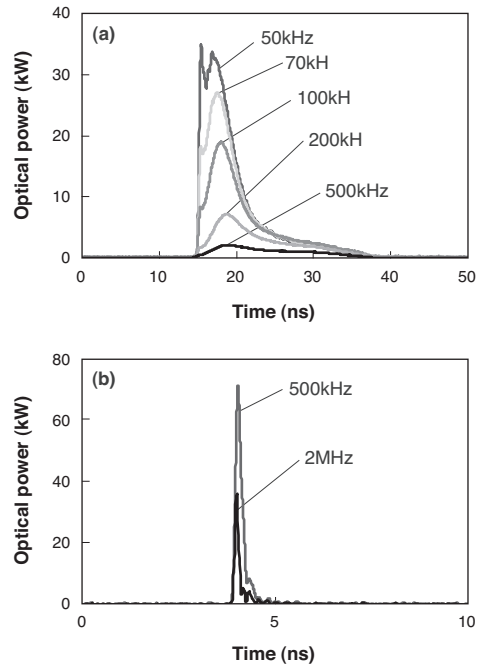 (a)
40
30
20
10
0
Optical power (kW)
50kHz
70kH
100kH
200kH
500kHz
0 10 20 30 40 50
Time (ns)
(b)
80
60
40
20
0
Optical power (kW)
500kHz
2MHz
0 5 10
Time (ns)